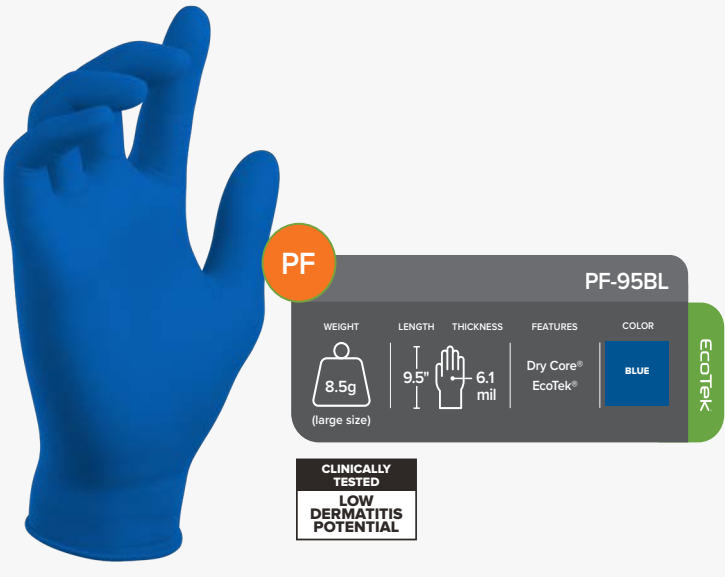 PF
PF-95BL
WEIGHT
LENGTH
THICKNESS
FEATURES
COLOR
8.5g
(large size)
9.5"
6.1
mil
Dry Core®
EcoTek®
BLUE
EcoTek
CLINICALLY
TESTED
LOW
DERMATITIS
POTENTIAL